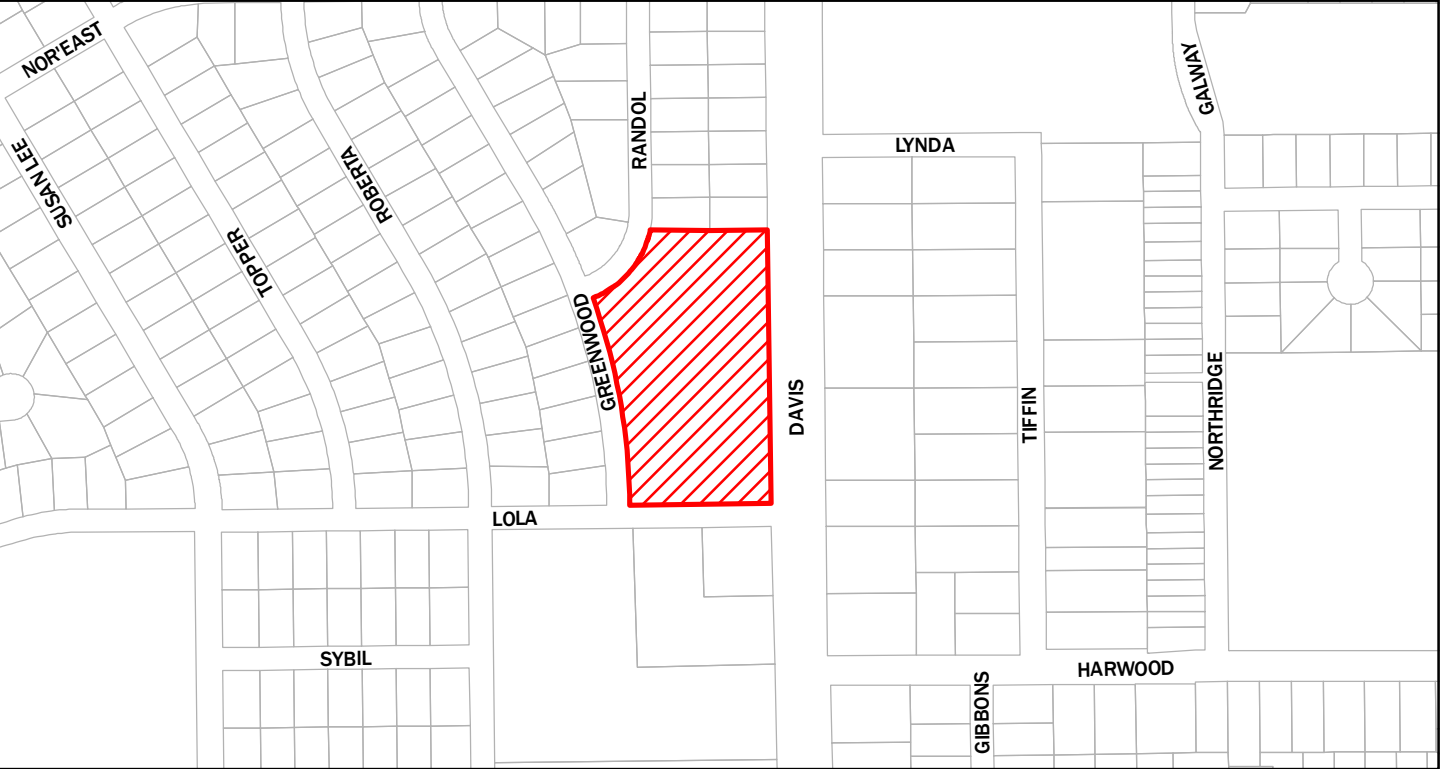 NOR'EAST
GALWAY
RANDOL
LYNDA
SUSAN LEE
ROBERTA
TOPPER
GREENWOOD
DAVIS
TIFFIN
NORTHRIDGE
LOLA
SYBIL
HARWOOD
GIBBONS